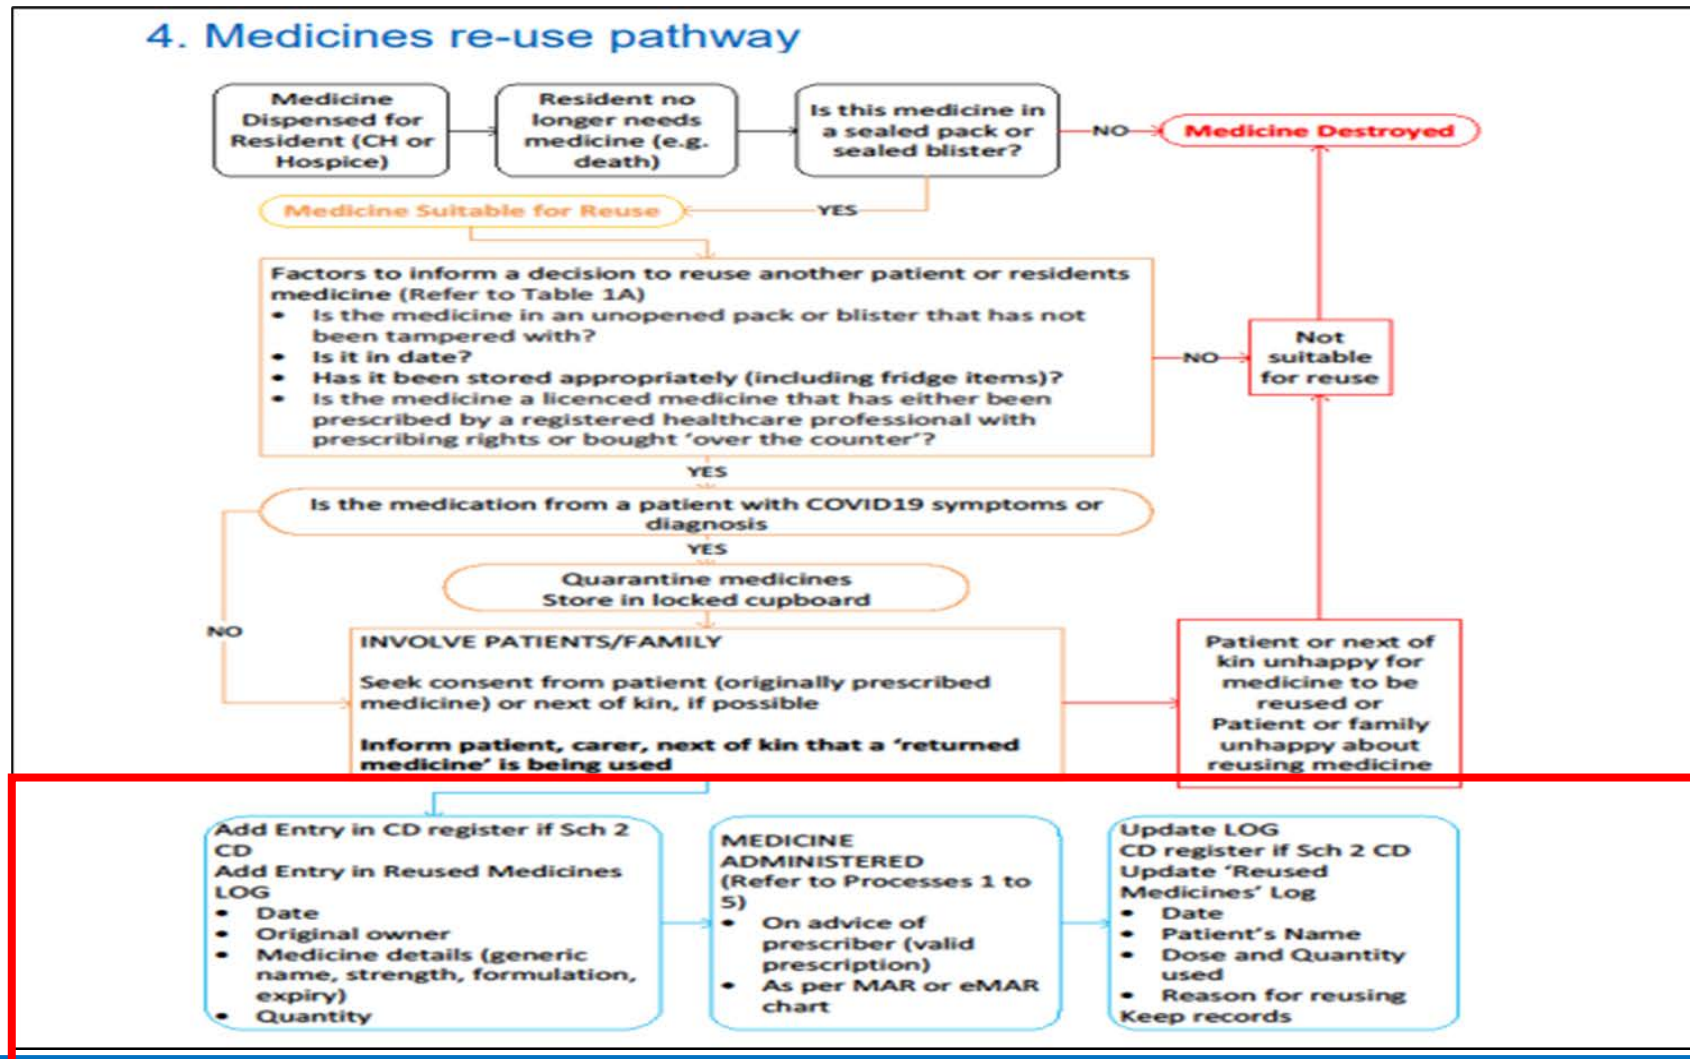 4. Medicines re-use pathway
Medicine
Dispensed for
Resident (CH or
Hospice)
Resident no
longer needs
medicine (e.g.
death)
Is this medicine in
a sealed pack or
sealed blister?
NO
Medicine Destroyed
Medicine Suitable for Reuse
YES
Factors to inform a decision to reuse another patient or residents
medicine (Refer to Table 1A)
• Is the medicine in an unopened pack or blister that has not
been tampered with?
• Is it in date?
• Has it been stored appropriately (including fridge items)?
• Is the medicine a licenced medicine that has either been
prescribed by a registered healthcare professional with
prescribing rights or bought ‘over the counter’?
NO
Not
suitable
for reuse
YES
Is the medication from a patient with COVID19 symptoms or
diagnosis
YES
Quarantine medicines
Store in locked cupboard
NO
INVOLVE PATIENTS/FAMILY
Seek consent from patient (originally prescribed
medicine) or next of kin, if possible
Inform patient, carer, next of kin that a ‘returned
medicine’ is being used
Patient or next of
kin unhappy for
medicine to be
reused or
Patient or family
unhappy about
reusing medicine
Add Entry in CD register if Sch 2
CD
Add Entry in Reused Medicines
LOG
• Date
• Original owner
• Medicine details (generic
name, strength, formulation,
expiry)
• Quantity
MEDICINE
ADMINISTERED
(Refer to Processes 1 to
5)
• On advice of
prescriber (valid
prescription)
• As per MAR or eMAR
chart
Update LOG
CD register if Sch 2 CD
Update ‘Reused
Medicines’ Log
• Date
• Patient’s Name
• Dose and Quantity
used
• Reason for reusing
Keep records